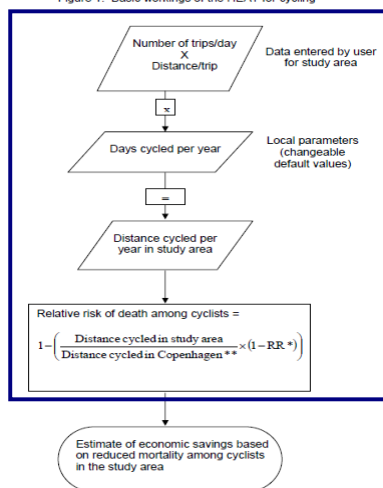 Figure 1: Basic workings of the HEAT for cycling
Number of trips/day
X
Distance/trip
Data entered by user
for study area
x
Days cycled per year
Local parameters
(changeable
default values)
=
Distance cycled per
year in study area
Relative risk of death among cyclists =
1−(Distance cycled in study area / Distance cycled in Copenhagen ** ×(1−RR *))
Estimate of economic savings based
on reduced mortality among cyclists
in the study area